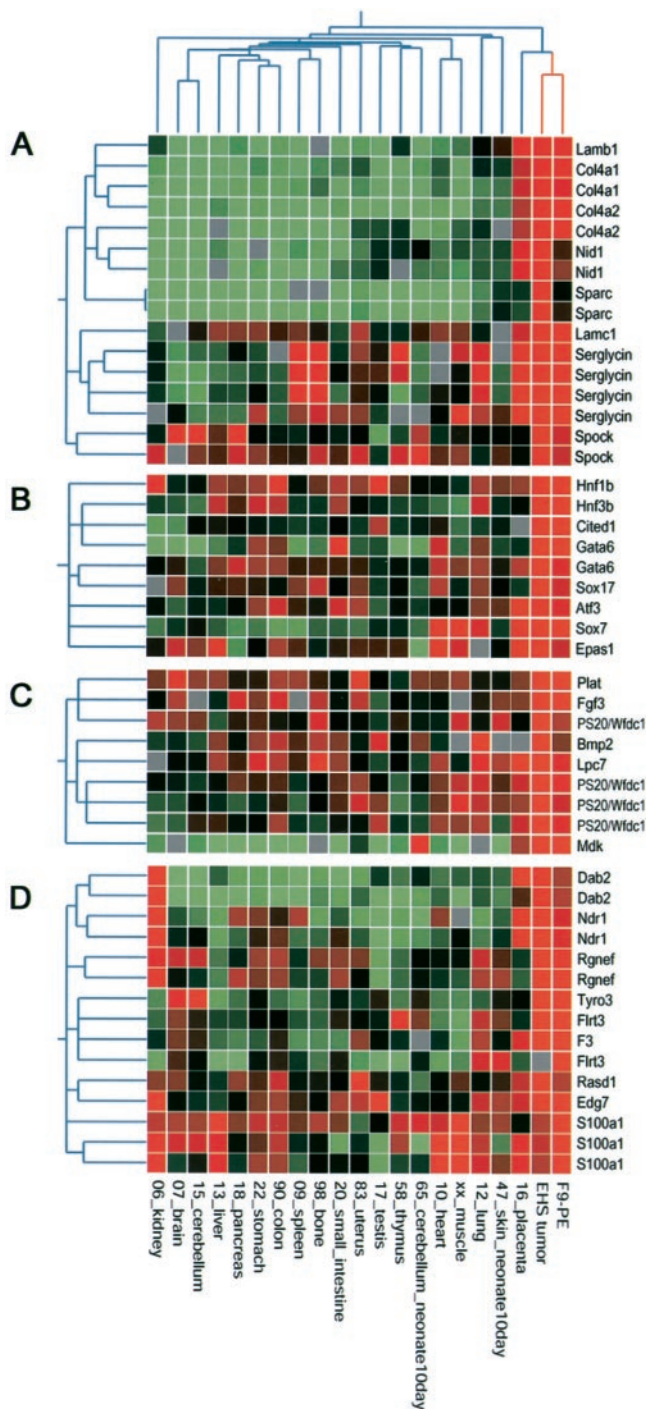 A
Lamb1
Col4a1
Col4a1
Col4a2
Col4a2
Nid1
Nid1
Sparc
Sparc
Lamc1
Serglycin
Serglycin
Serglycin
Serglycin
Spock
Spock
B
Hnf1b
Hnf3b
Cited1
Gata6
Gata6
Sox17
Atf3
Sox7
Epas1
C
Plat
Fgf3
PS20/Wfdc1
Bmp2
Lpc7
PS20/Wfdc1
PS20/Wfdc1
PS20/Wfdc1
Mdk
D
Dab2
Dab2
Ndr1
Ndr1
Rgnef
Rgnef
Tyro3
Flrt3
F3
Flrt3
Rasd1
Edg7
S100a1
S100a1
S100a1
06_kidney
07_brain
15_cerebellum
13_liver
18_pancreas
22_stomach
90_colon
09_spleen
98_bone
20_small_intestine
83_uterus
17_testis
58_thymus
65_cerebellum_neonate10day
10_heart
xx_muscle
12_lung
47_skin_neonate10day
16_placenta
EHS tumor
F9-PE